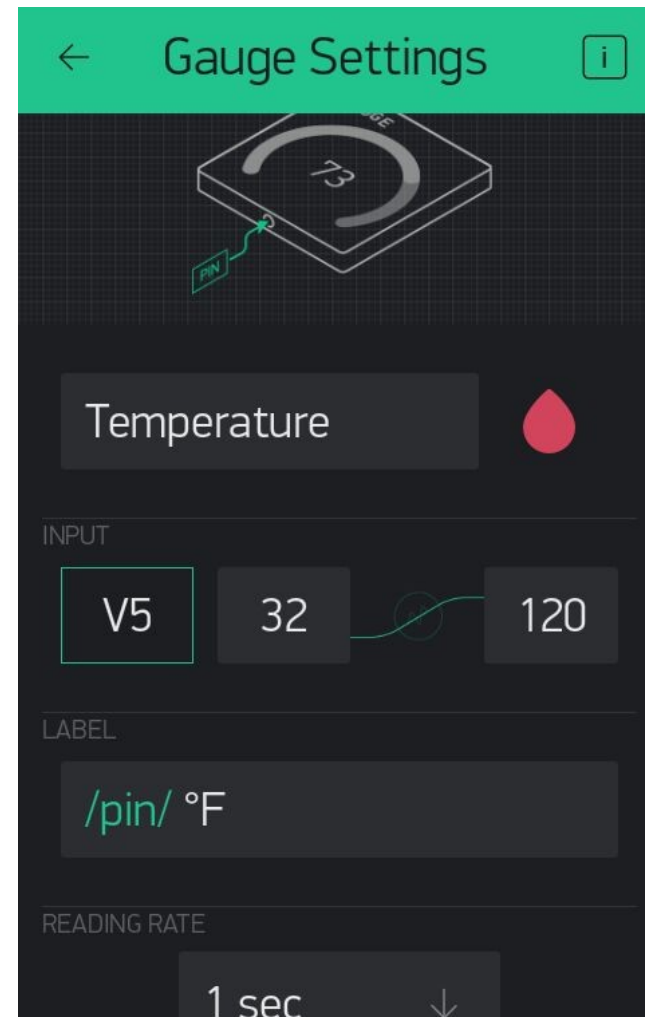 Gauge Settings i
73
PIN
Temperature
INPUT
V5 32 120
LABEL
/pin/ °F
READING RATE
1 sec